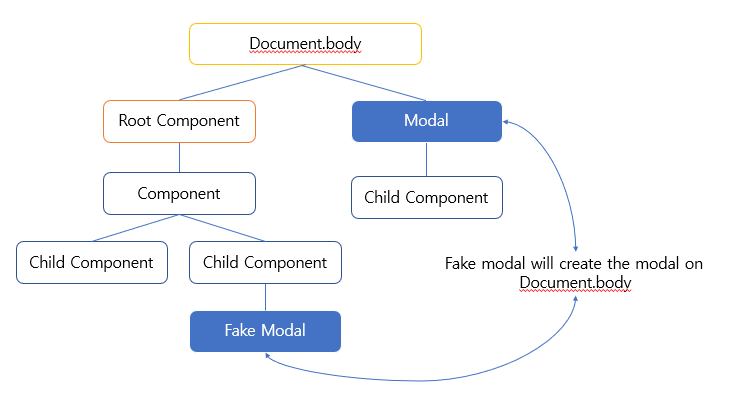 Document.body
Root Component
Modal
Component
Child Component
Child Component
Child Component
Fake modal will create the modal on
Document.body
Fake Modal